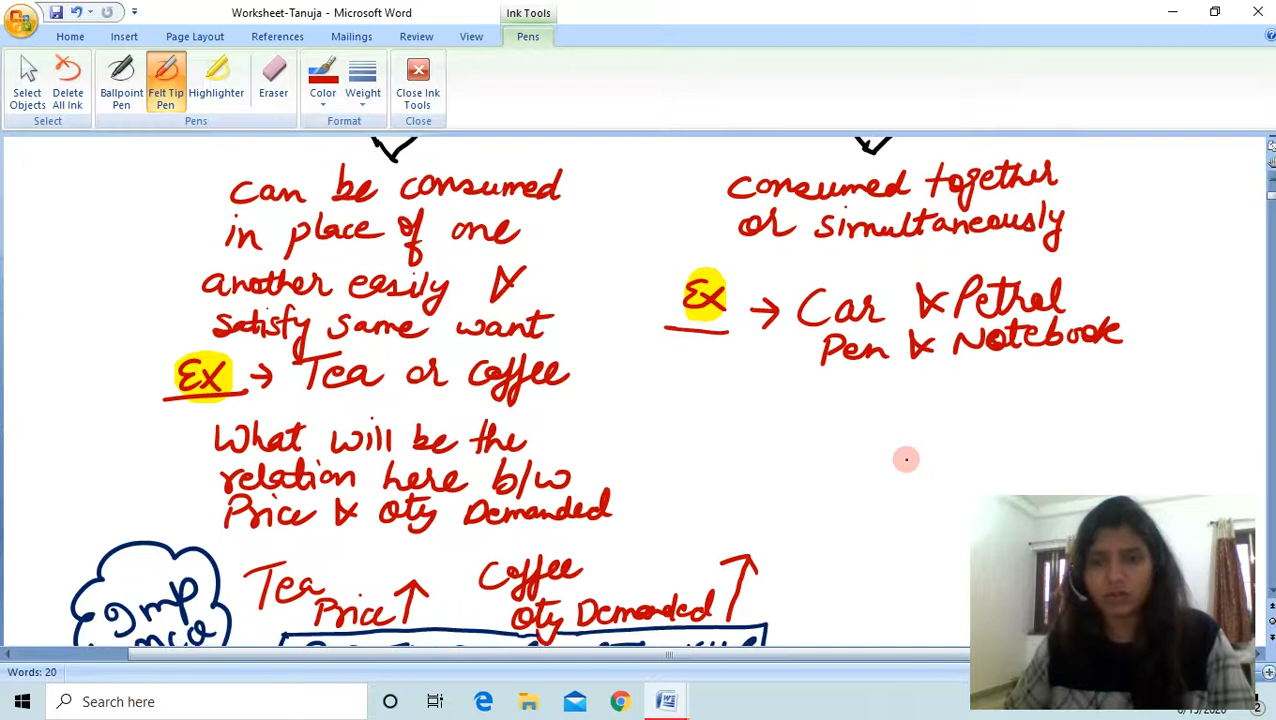 Worksheet-Tanuja - Microsoft Word
Ink Tools
Home Insert Page Layout References Mailings Review View Pens
Select Objects
Delete All Ink
Ballpoint Pen
Felt Tip Pen
Highlighter
Eraser
Color
Weight
Close Ink Tools
Select Pens Format Close
can be consumed
in place of one
another easily &
satisfy same want
Ex → Tea or coffee
What will be the
relation here b/w
Price & Qty Demanded
Tea
Price ↑
Coffee
Qty Demanded ↑
Imp
consumed together
or simultaneously
Ex → Car & Petrol
Pen & Notebook
Words: 20
Search here